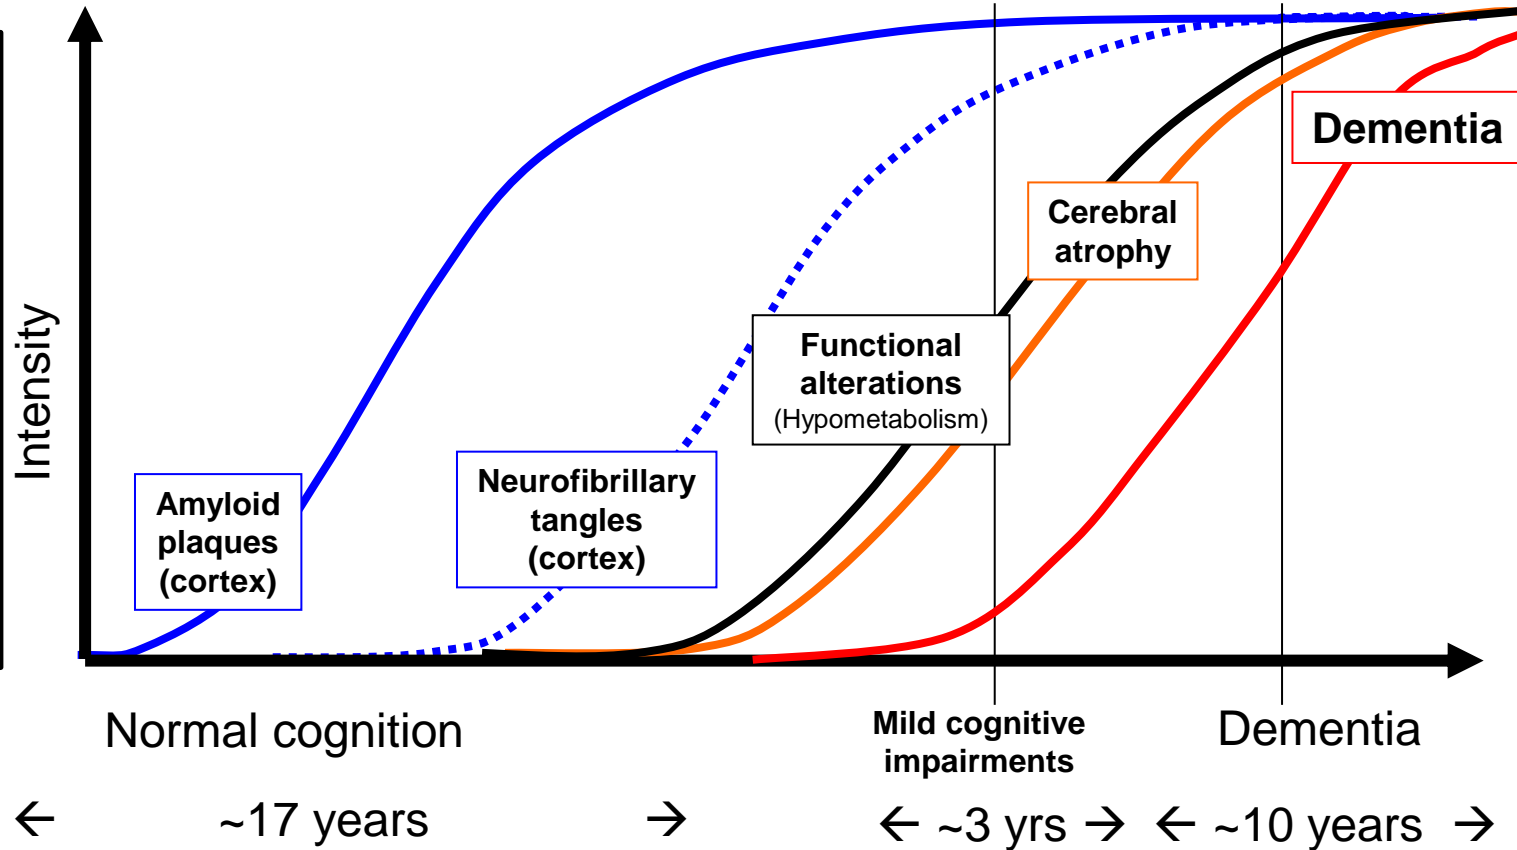 Intensity
Dementia
Cerebral
atrophy
Functional
alterations
(Hypometabolism)
Neurofibrillary
tangles
(cortex)
Amyloid
plaques
(cortex)
Normal cognition
Mild cognitive
impairments
Dementia
← ~17 years →
← ~3 yrs → ← ~10 years →